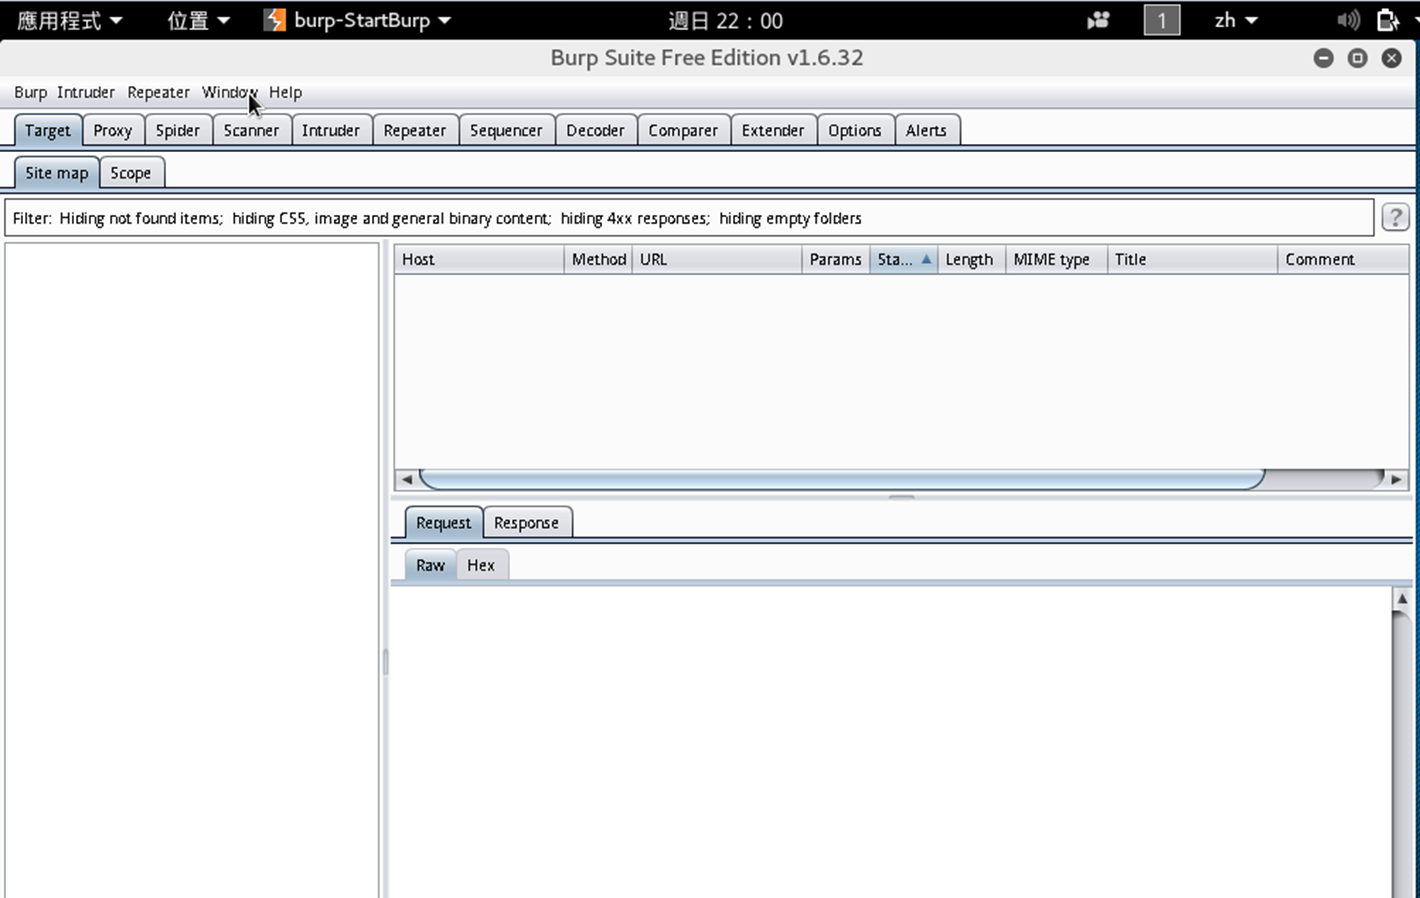 應用程式 位置 burp-StartBurp 週日 22：00 1 zh
Burp Suite Free Edition v1.6.32
Burp Intruder Repeater Window Help
Target Proxy Spider Scanner Intruder Repeater Sequencer Decoder Comparer Extender Options Alerts
Site map Scope
Filter: Hiding not found items; hiding CSS, image and general binary content; hiding 4xx responses; hiding empty folders ?
Host Method URL Params Sta... Length MIME type Title Comment
Request Response
Raw Hex